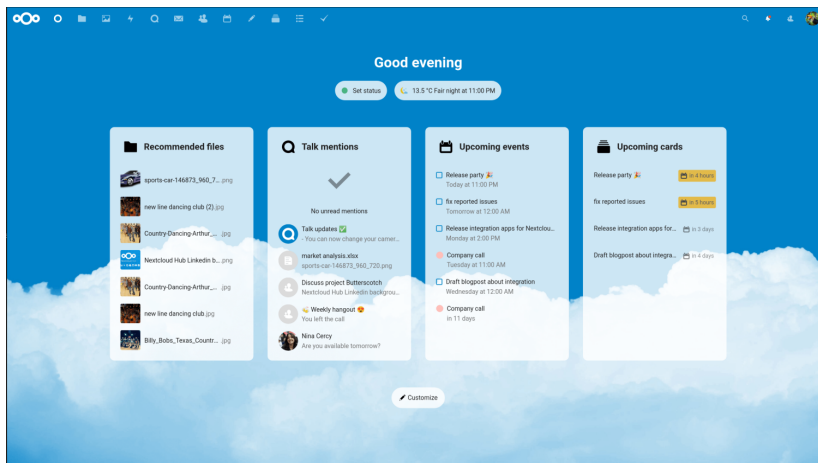 Good evening
Set status
13.5 °C Fair night at 11:00 PM
Recommended files
sports-car-146873_960_7... .png
new line dancing club (2).jpg
Country-Dancing-Arthur_... .jpg
Nextcloud Hub Linkedin b... .png
Country-Dancing-Arthur_... .jpg
new line dancing club.jpg
Billy_Bobs_Texas_Countr... .jpg
Talk mentions
No unread mentions
Talk updates ✅
- You can now change your camer...
market analysis.xlsx
sports-car-146873_960_720.png
Discuss project Butterscotch
Nextcloud Hub Linkedin backgrou...
👋 Weekly hangout 😍
You left the call
Nina Cercy
Are you available tomorrow?
Upcoming events
Release party 🎉
Today at 11:00 PM
fix reported issues
Tomorrow at 12:00 AM
Release integration apps for Nextclou...
Monday at 2:00 PM
Company call
Tuesday at 11:00 AM
Draft blogpost about integration
Wednesday at 12:00 AM
Company call
in 11 days
Upcoming cards
Release party 🎉 in 4 hours
fix reported issues in 5 hours
Release integration apps for... in 2 days
Draft blogpost about integra... in 4 days
Customize